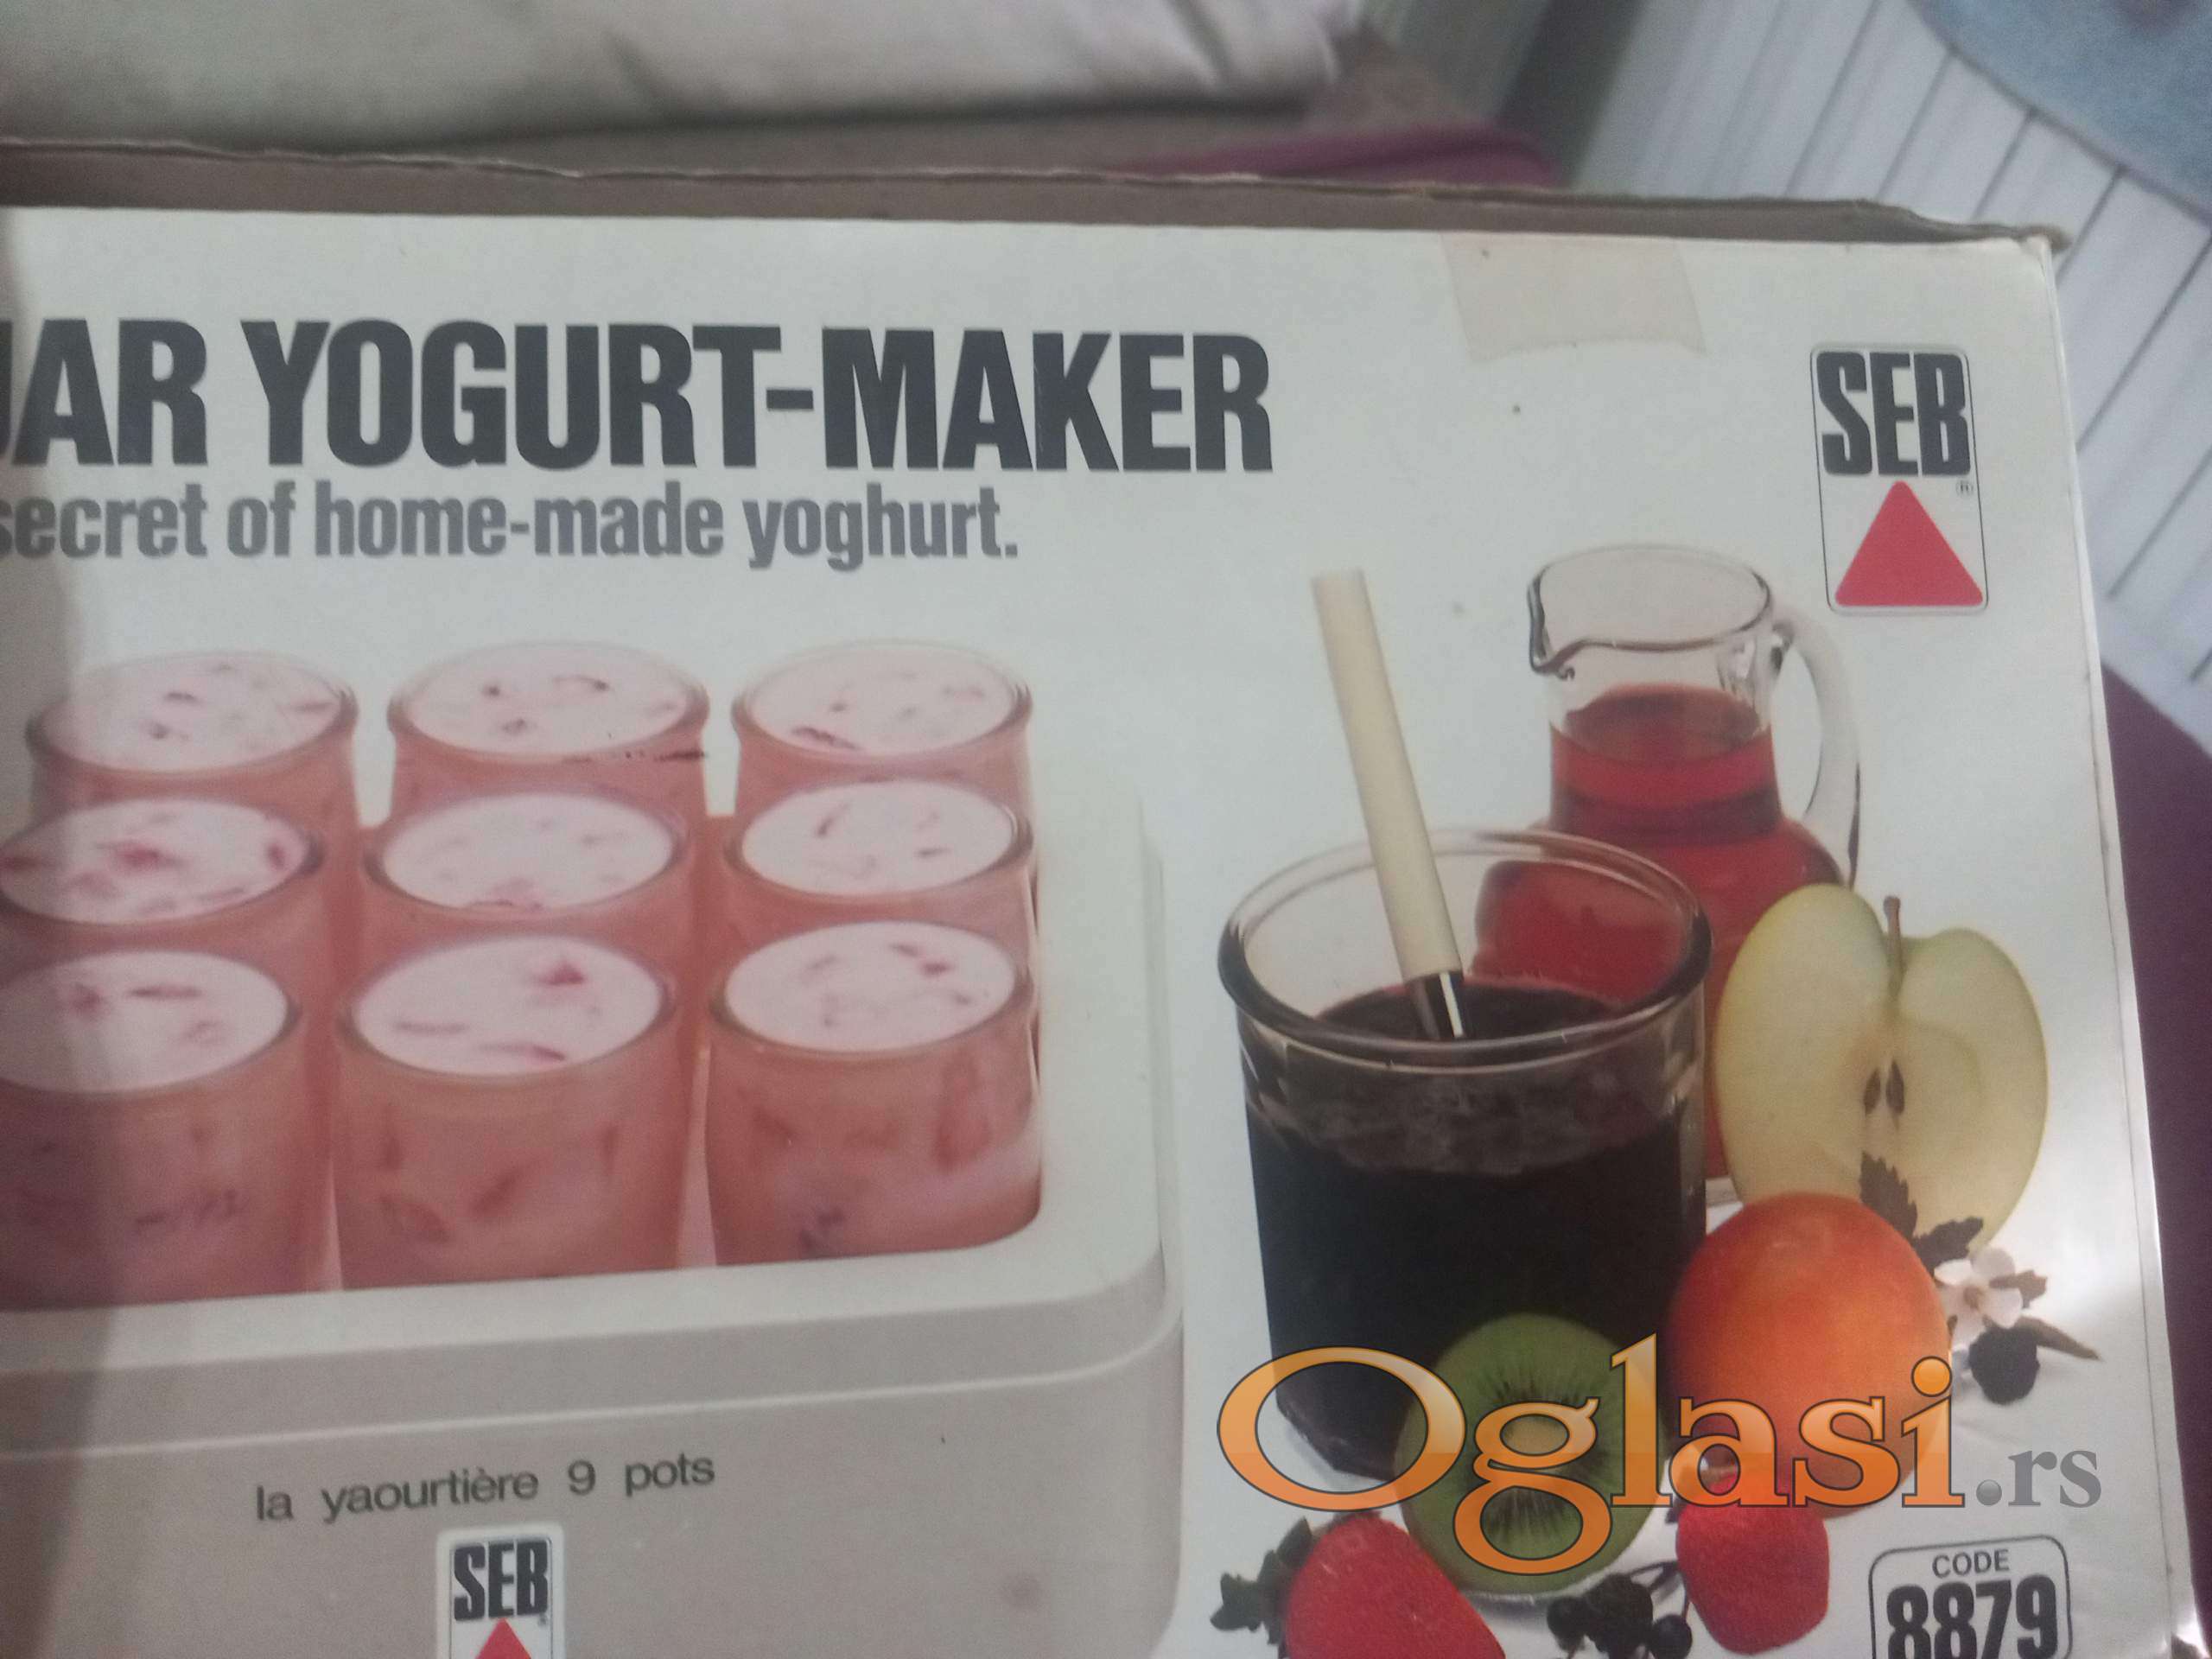 JAR YOGURT-MAKER
secret of home-made yoghurt.
SEB
®
la yaourtière 9 pots
SEB
Oglasi.rs
CODE
8879